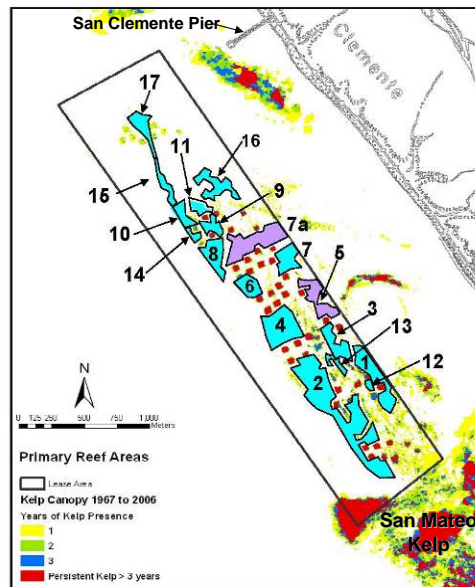 San Clemente Pier
Clemente
17
16
11
9
15
7a
10
7
5
14
8
3
6
13
4
1
12
2
N
0 125 250 500 750 1,000
Meters
Primary Reef Areas
Lease Area
Kelp Canopy 1967 to 2006
Years of Kelp Presence
1
2
3
Persistent Kelp > 3 years
San Mateo
Kelp